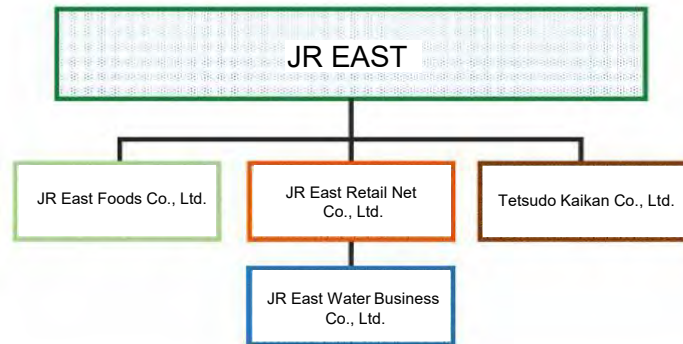 JR EAST
JR East Foods Co., Ltd.
JR East Retail Net
Co., Ltd.
Tetsudo Kaikan Co., Ltd.
JR East Water Business
Co., Ltd.